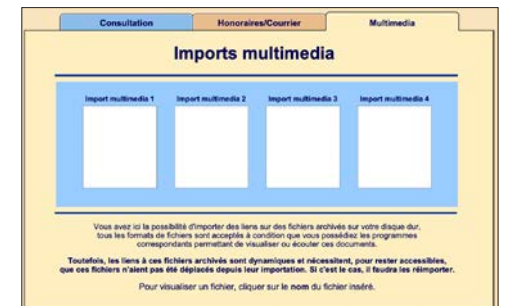 Consultation Honoraires/Courrier Multimedia
Imports multimedia
Import multimedia 1 Import multimedia 2 Import multimedia 3 Import multimedia 4
Vous avez ici la possibilité d'importer des liens sur des fichiers archivés sur votre disque dur,
tous les formats de fichiers sont acceptés à condition que vous possédiez les programmes
correspondants permettant de visualiser ou écouter ces documents.
Toutefois, les liens à ces fichiers archivés sont dynamiques et nécessitent, pour rester accessibles,
que ces fichiers n'aient pas été déplacés depuis leur importation. Si c'est le cas, il faudra les réimporter.
Pour visualiser un fichier, cliquer sur le nom du fichier inséré.